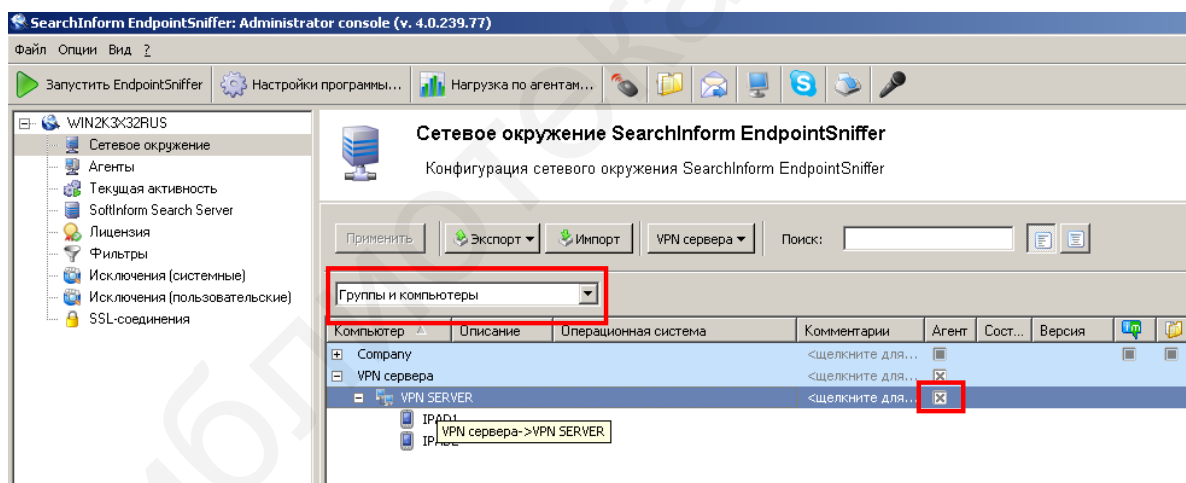 SearchInform EndpointSniffer: Administrator console (v. 4.0.239.77)
Файл Опции Вид ?
Запустить EndpointSniffer Настройки программы... Нагрузка по агентам...
WIN2K3X32RUS
Сетевое окружение
Агенты
Текущая активность
SoftInform Search Server
Лицензия
Фильтры
Исключения (системные)
Исключения (пользовательские)
SSL-соединения
Сетевое окружение SearchInform EndpointSniffer
Конфигурация сетевого окружения SearchInform EndpointSniffer
Применить Экспорт Импорт VPN сервера Поиск:
Группы и компьютеры
Компьютер Описание Операционная система Комментарии Агент Сост... Версия
Company <щелкните для...
VPN сервера <щелкните для...
VPN SERVER <щелкните для...
IPAD1
VPN сервера->VPN SERVER